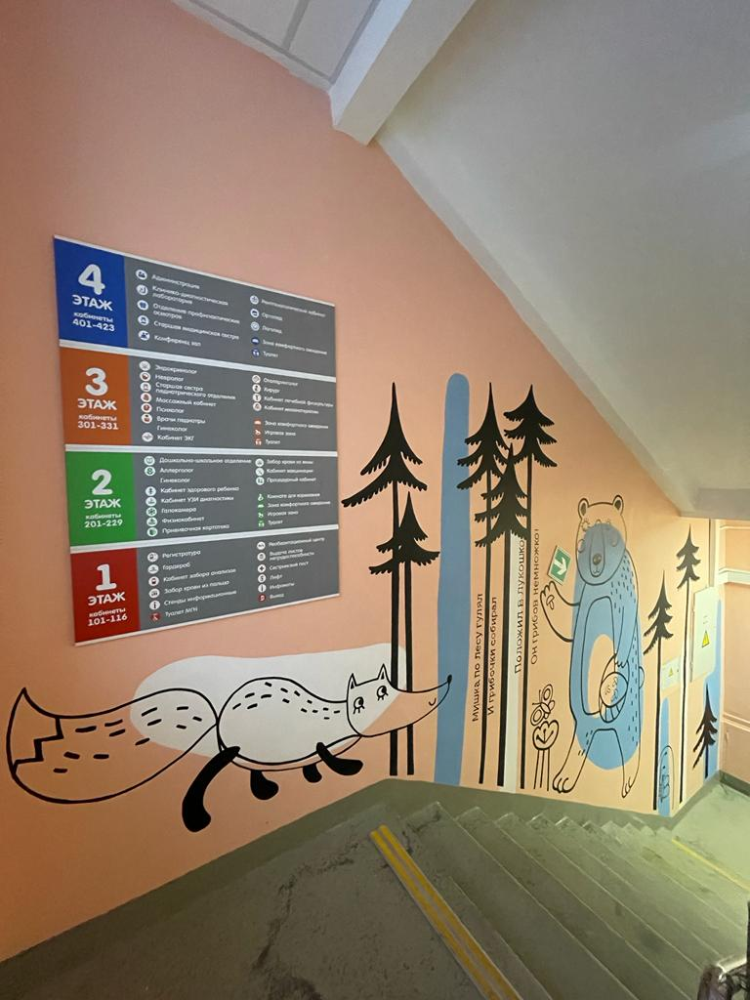 4
ЭТАЖ
кабинеты
401-423
Администрация
Клинико-диагностическая
лаборатория
Отделение профилактических
осмотров
Старшая медицинская сестра
Конференц зал
Рентгенологический кабинет
Ортопед
Логопед
Зона комфортного ожидания
Туалет
3
ЭТАЖ
кабинеты
301-331
Эндокринолог
Невролог
Старшая сестра
педиатрического отделения
Массажный кабинет
Психолог
Врачи педиатры
Гинеколог
Кабинет ЭКГ
Отоларинголог
Хирург
Кабинет лечебной физкультуры
Кабинет механотерапии
Зона комфортного ожидания
Игровая зона
Туалет
2
ЭТАЖ
кабинеты
201-229
Дошкольно-школьное отделение
Аллерголог
Гинеколог
Кабинет здорового ребенка
Кабинет УЗИ диагностики
Галокамера
Физиокабинет
Прививочная картотека
Забор крови из вены
Кабинет вакцинации
Процедурный кабинет
Комната для кормления
Зона комфортного ожидания
Игровая зона
Туалет
1
ЭТАЖ
кабинеты
101-116
Регистратура
Гардероб
Кабинет забора анализов
Забор крови из пальца
Стенды информационные
Туалет МГН
Реабилитационный центр
Выдача листов
нетрудоспособности
Сестринский пост
Лифт
Инфоматы
Выход
Мишка по лесу гулял
И грибочки собирал
Положил в лукошко
Он грибов немножко!